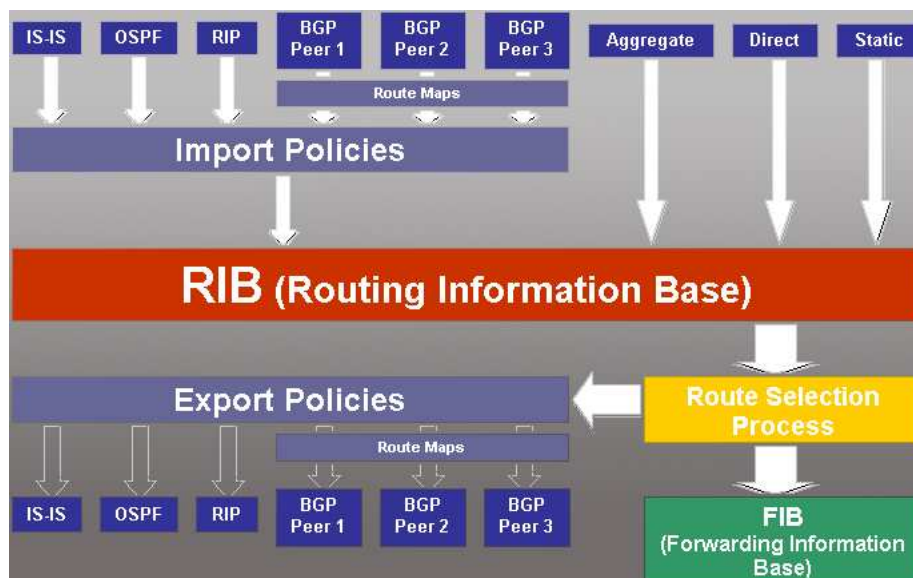 IS-IS
OSPF
RIP
BGP
Peer 1
BGP
Peer 2
BGP
Peer 3
Aggregate
Direct
Static
Route Maps
Import Policies
RIB (Routing Information Base)
Export Policies
Route Selection
Process
Route Maps
IS-IS
OSPF
RIP
BGP
Peer 1
BGP
Peer 2
BGP
Peer 3
FIB
(Forwarding Information
Base)